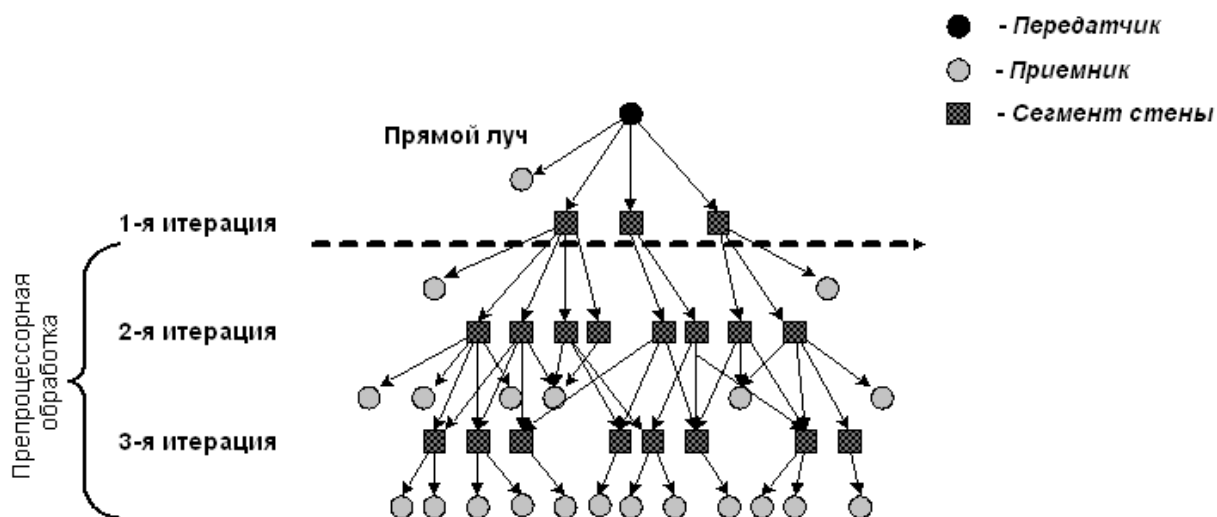 - Передатчик
- Приемник
- Сегмент стены
Прямой луч
1-я итерация
2-я итерация
3-я итерация
Препроцессорная
обработка